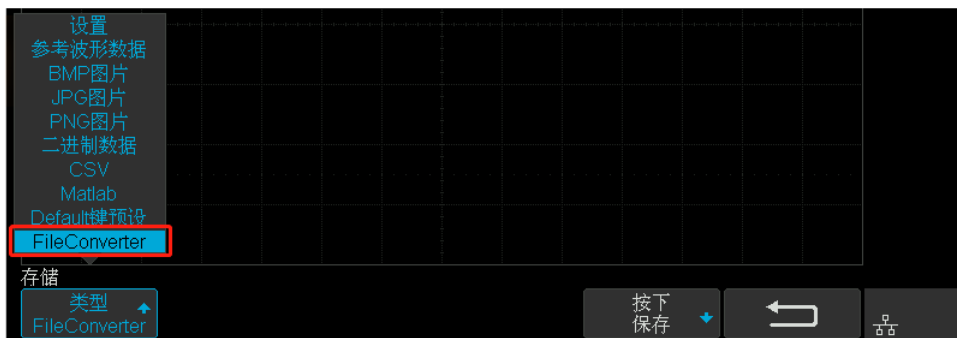 设置
参考波形数据
BMP图片
JPG图片
PNG图片
二进制数据
CSV
Matlab
Default键预设
FileConverter
存储
类型
FileConverter
按下
保存